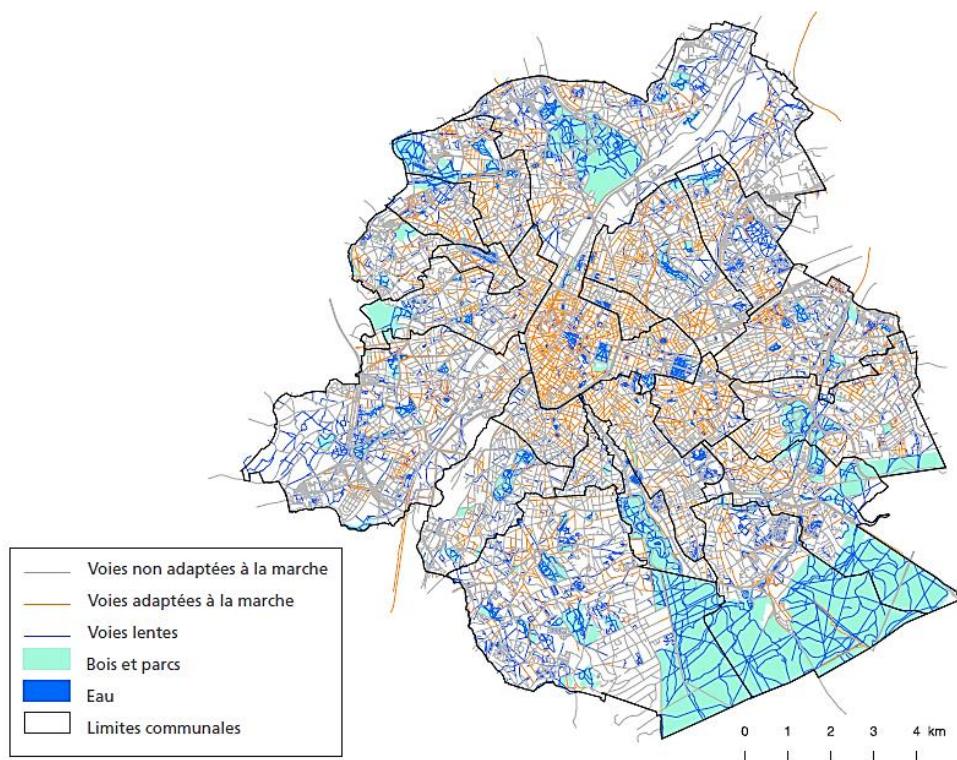 Voies non adaptées à la marche
Voies adaptées à la marche
Voies lentes
Bois et parcs
Eau
Limites communales
0 1 2 3 4 km